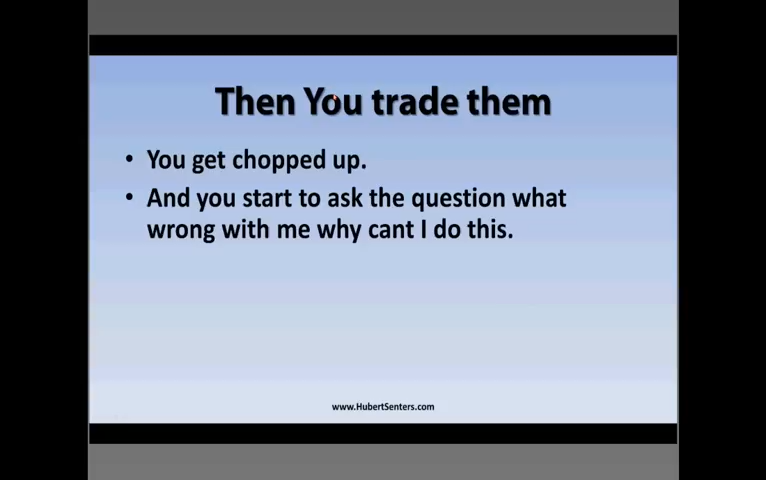 Then You trade them
• You get chopped up.
• And you start to ask the question what
wrong with me why cant I do this.
www.HubertSenters.com